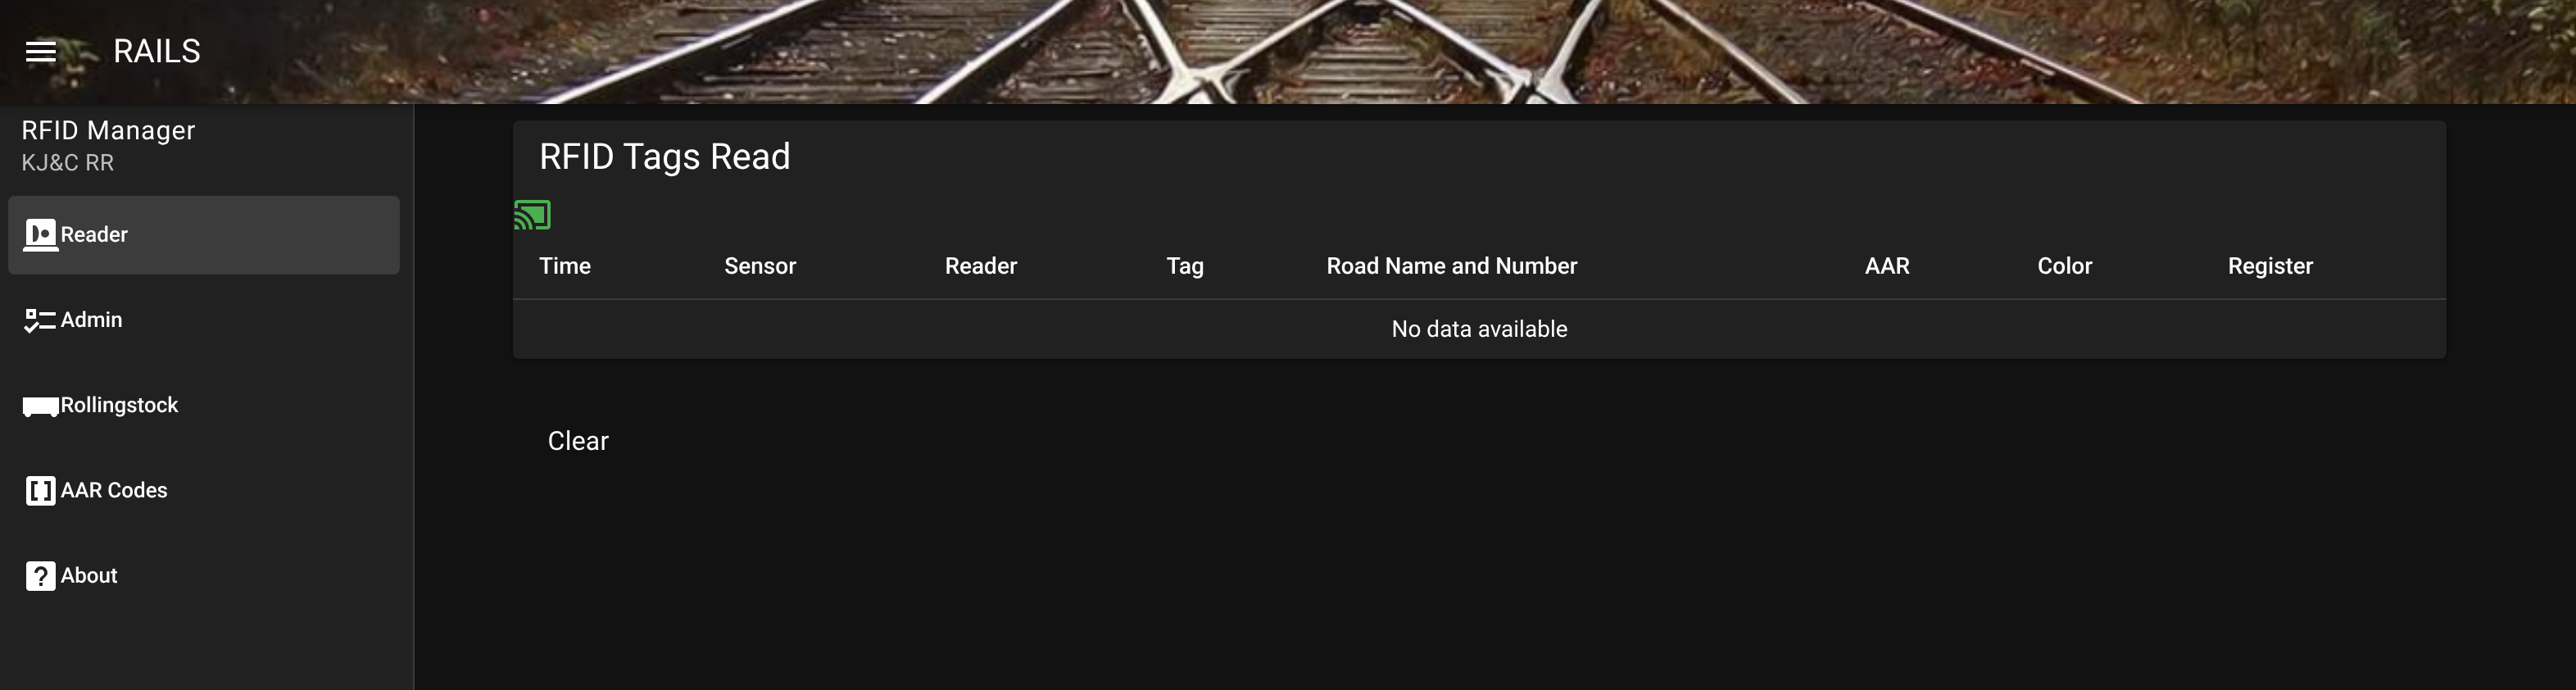 RAILS
RFID Manager
KJ&C RR
Reader
Admin
Rollingstock
AAR Codes
About
RFID Tags Read
Time Sensor Reader Tag Road Name and Number AAR Color Register
No data available
Clear